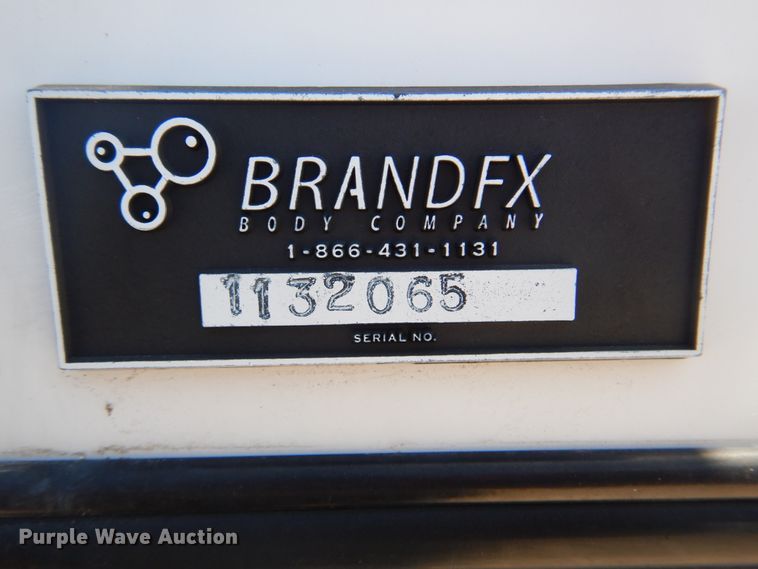 BRANDFX
BODY COMPANY
1-866-431-1131
1132065
SERIAL NO.
Purple Wave Auction